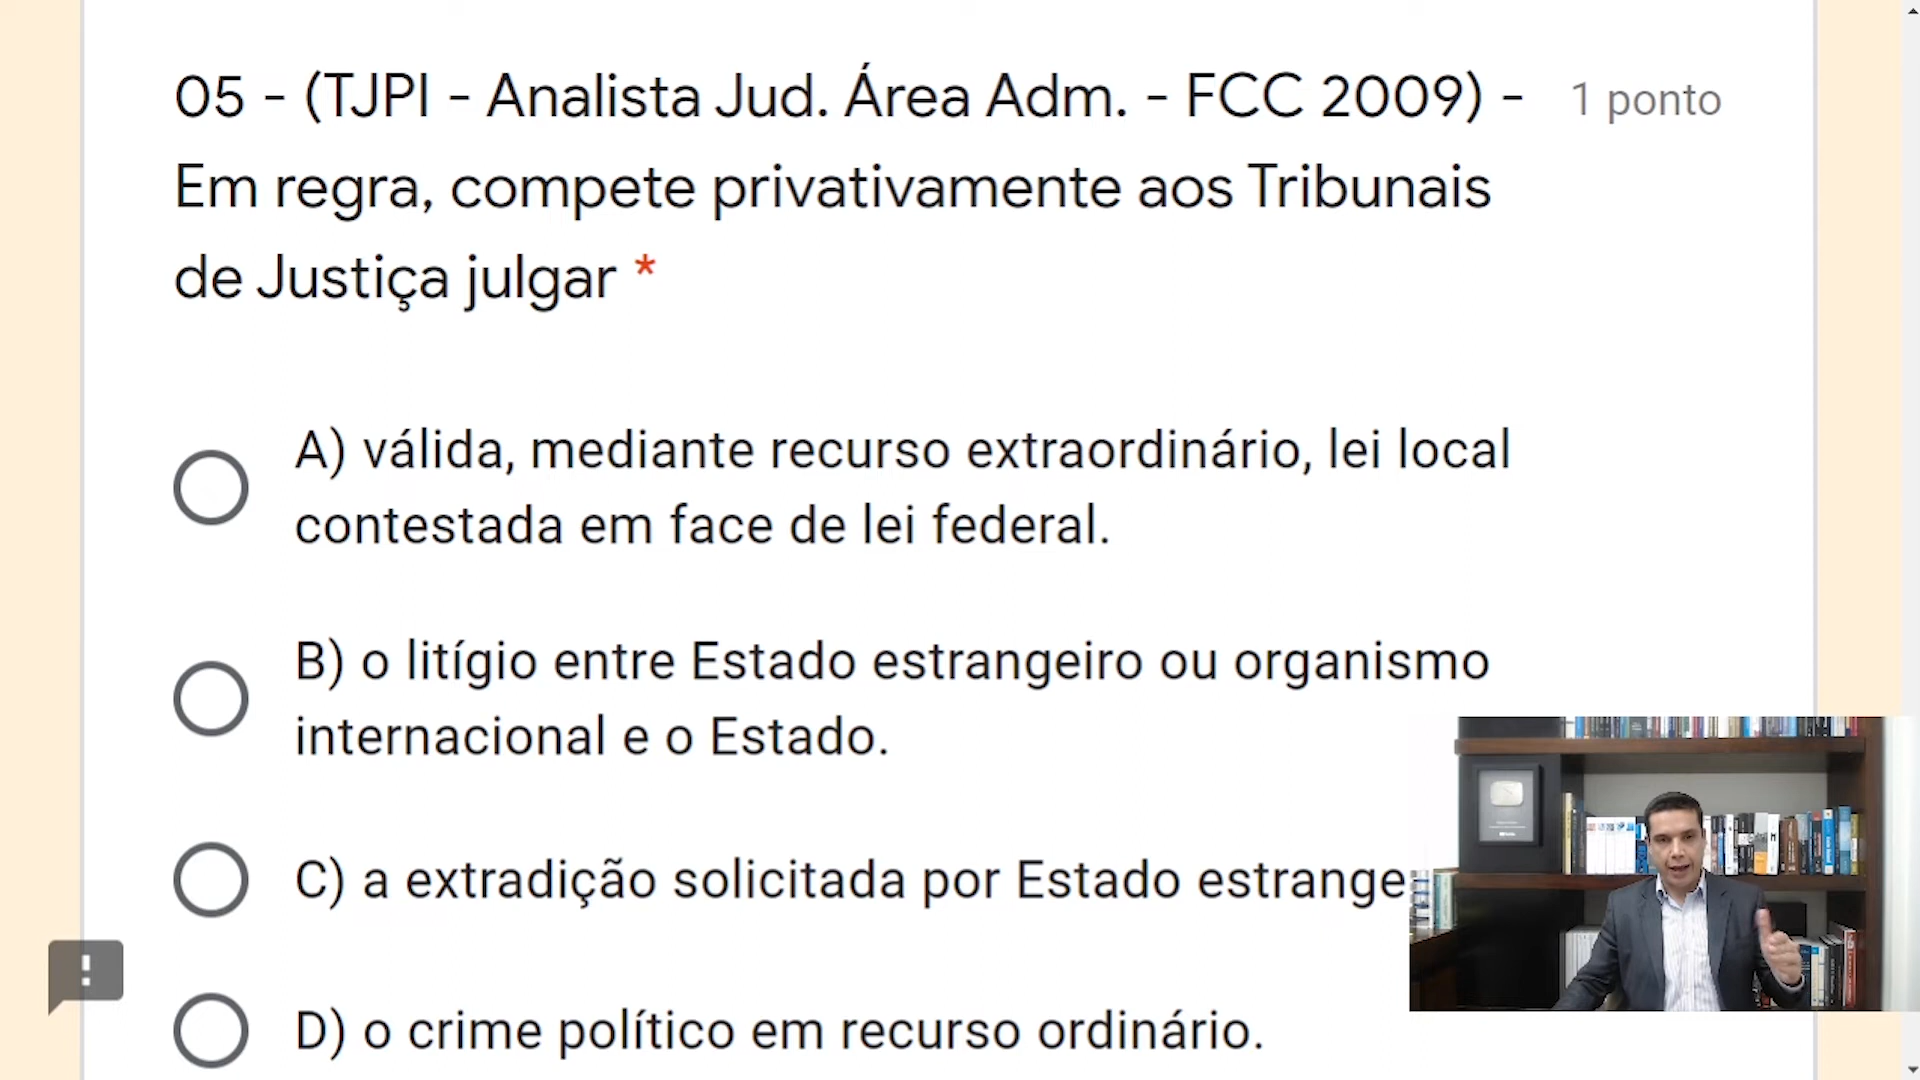 05 - (TJPI - Analista Jud. Área Adm. - FCC 2009) - 1 ponto
Em regra, compete privativamente aos Tribunais
de Justiça julgar *
A) válida, mediante recurso extraordinário, lei local
contestada em face de lei federal.
B) o litígio entre Estado estrangeiro ou organismo
internacional e o Estado.
C) a extradição solicitada por Estado estrange
D) o crime político em recurso ordinário.